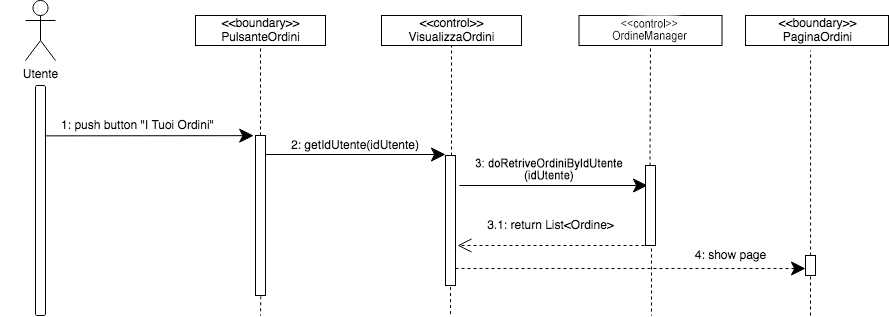 <<boundary>>
PulsanteOrdini
<<control>>
VisualizzaOrdini
<<control>>
OrdineManager
<<boundary>>
PaginaOrdini
Utente
1: push button "I Tuoi Ordini"
2: getIdUtente(idUtente)
3: doRetriveOrdiniByIdUtente
(idUtente)
3.1: return List<Ordine>
4: show page